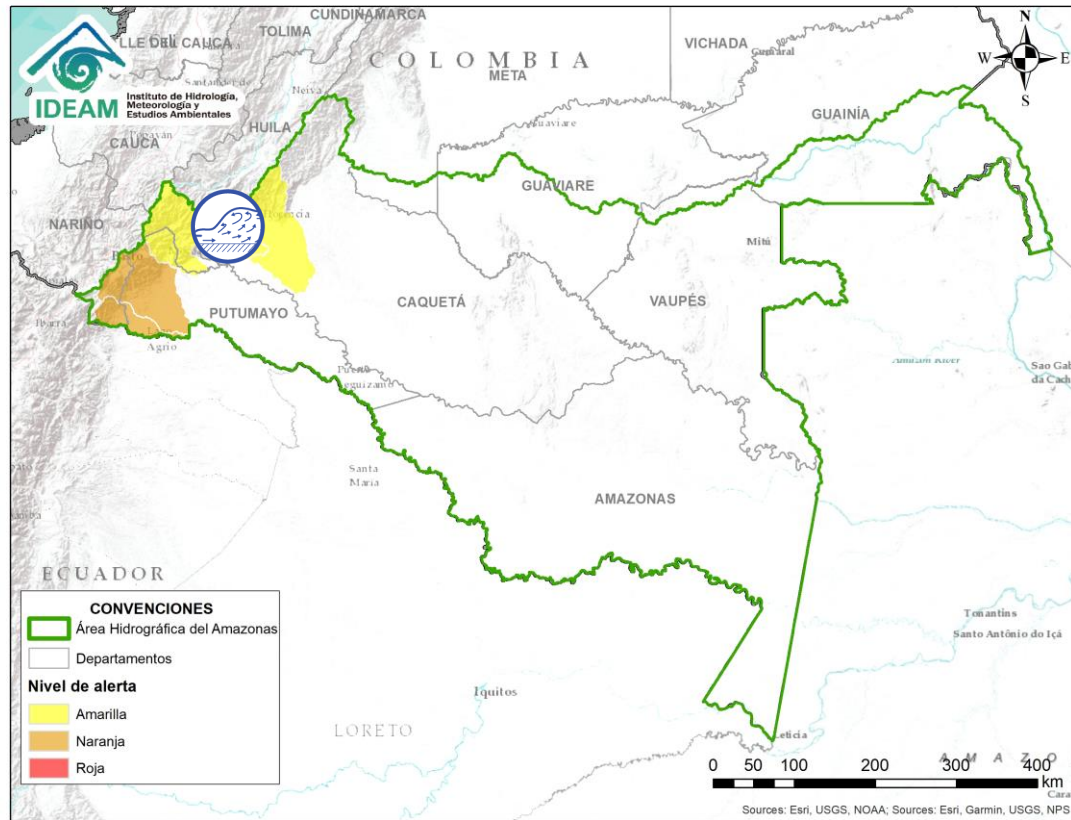 CUNDINAMARCA
LLE DEL CAUCA
TOLIMA
COLOMBIA
VICHADA
META
N
W E
S
IDEAM
Instituto de Hidrología,
Meteorología y
Estudios Ambientales
Neiva
HUILA
GUAINÍA
CAUCA
GUAVIARE
NARIÑO
Mitú
CAQUETÁ
VAUPÉS
PUTUMAYO
Agrio
Santa
Maria
AMAZONAS
Sao Gab
da Cach
ECUADOR
CONVENCIONES
Área Hidrográfica del Amazonas
Departamentos
Nivel de alerta
Amarilla
Naranja
Roja
Iquitos
LORETO
Tonantins
Santo Antônio do Içá
Leticia
AMAZO
0 50 100 200 300 400
km
Cara
Sources: Esri, USGS, NOAA; Sources: Esri, Garmin, USGS, NPS